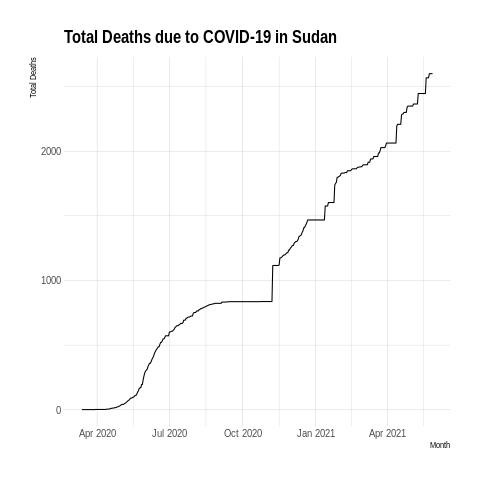 Total Deaths due to COVID-19 in Sudan
Total Deaths
2000
1000
0
Apr 2020 Jul 2020 Oct 2020 Jan 2021 Apr 2021
Month